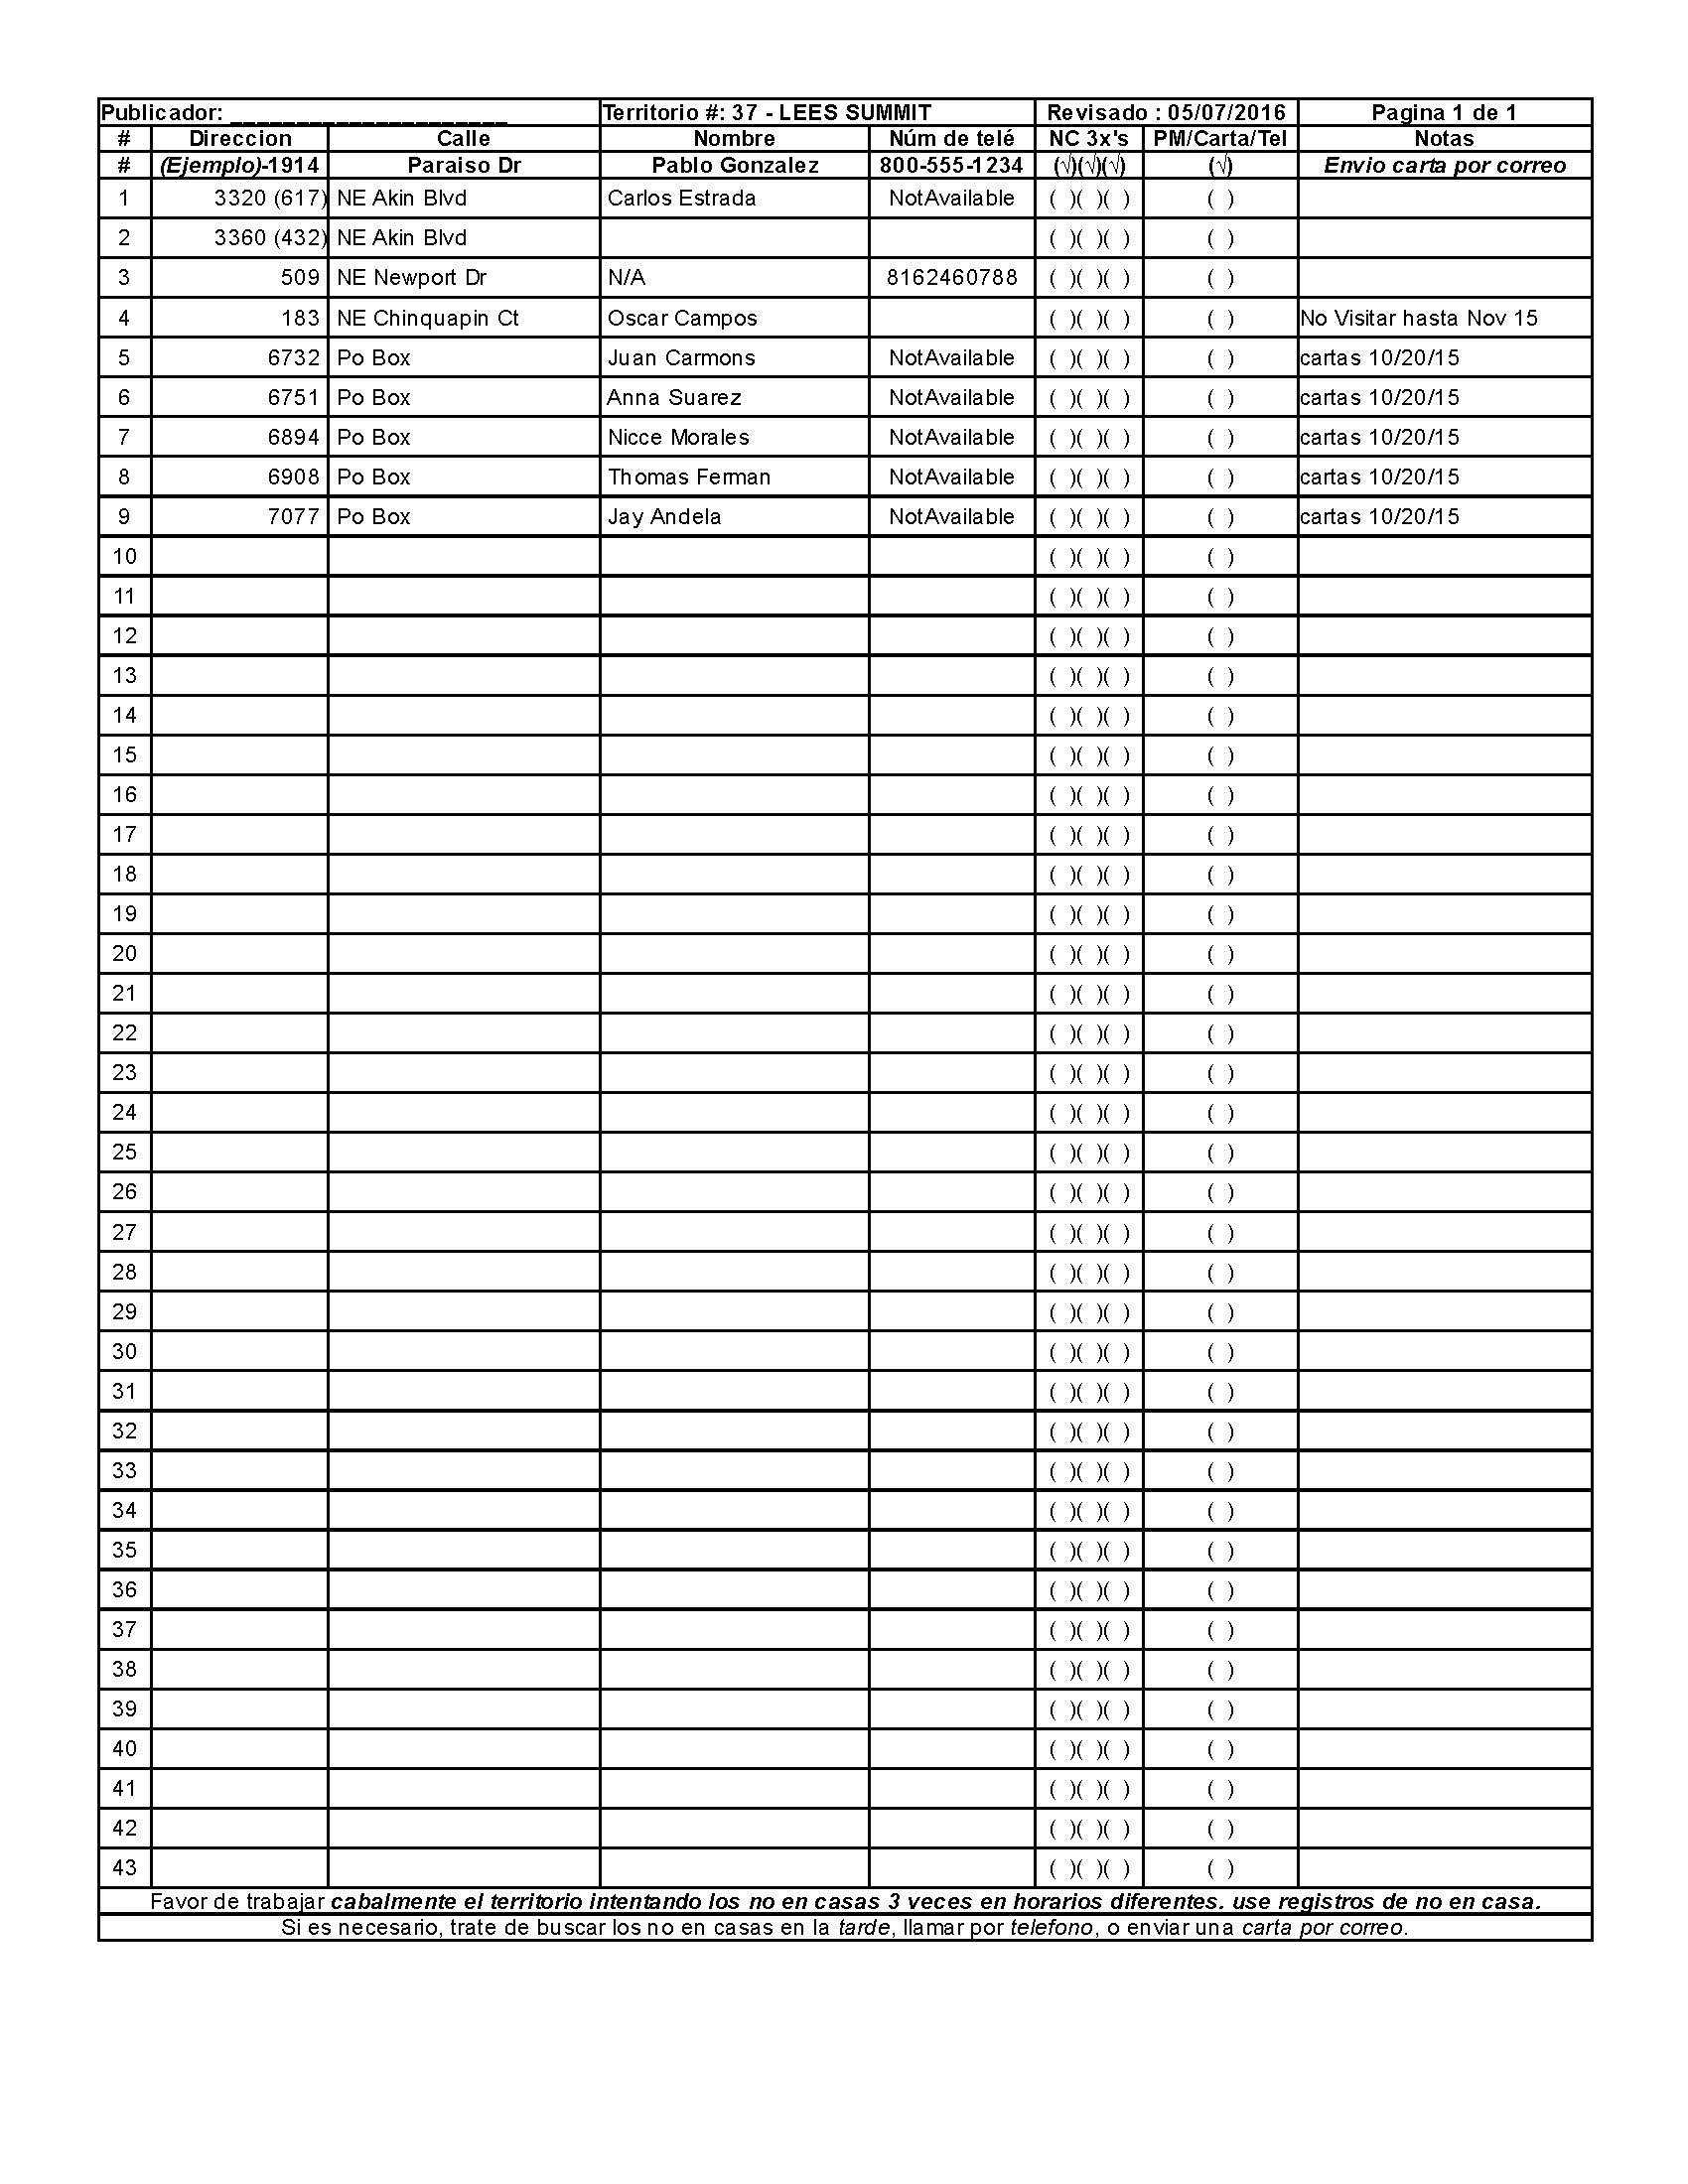 Publicador: _____________________ Territorio #: 37 - LEES SUMMIT Revisado : 05/07/2016 Pagina 1 de 1
# Direccion Calle Nombre Núm de telé NC 3x's PM/Carta/Tel Notas
# (Ejemplo)-1914 Paraiso Dr Pablo Gonzalez 800-555-1234 (√)(√)(√) (√) Envio carta por correo
1 3320 (617) NE Akin Blvd Carlos Estrada NotAvailable ( )( )( ) ( )
2 3360 (432) NE Akin Blvd ( )( )( ) ( )
3 509 NE Newport Dr N/A 8162460788 ( )( )( ) ( )
4 183 NE Chinquapin Ct Oscar Campos ( )( )( ) ( ) No Visitar hasta Nov 15
5 6732 Po Box Juan Carmons NotAvailable ( )( )( ) ( ) cartas 10/20/15
6 6751 Po Box Anna Suarez NotAvailable ( )( )( ) ( ) cartas 10/20/15
7 6894 Po Box Nicce Morales NotAvailable ( )( )( ) ( ) cartas 10/20/15
8 6908 Po Box Thomas Ferman NotAvailable ( )( )( ) ( ) cartas 10/20/15
9 7077 Po Box Jay Andela NotAvailable ( )( )( ) ( ) cartas 10/20/15
10 ( )( )( ) ( )
11 ( )( )( ) ( )
12 ( )( )( ) ( )
13 ( )( )( ) ( )
14 ( )( )( ) ( )
15 ( )( )( ) ( )
16 ( )( )( ) ( )
17 ( )( )( ) ( )
18 ( )( )( ) ( )
19 ( )( )( ) ( )
20 ( )( )( ) ( )
21 ( )( )( ) ( )
22 ( )( )( ) ( )
23 ( )( )( ) ( )
24 ( )( )( ) ( )
25 ( )( )( ) ( )
26 ( )( )( ) ( )
27 ( )( )( ) ( )
28 ( )( )( ) ( )
29 ( )( )( ) ( )
30 ( )( )( ) ( )
31 ( )( )( ) ( )
32 ( )( )( ) ( )
33 ( )( )( ) ( )
34 ( )( )( ) ( )
35 ( )( )( ) ( )
36 ( )( )( ) ( )
37 ( )( )( ) ( )
38 ( )( )( ) ( )
39 ( )( )( ) ( )
40 ( )( )( ) ( )
41 ( )( )( ) ( )
42 ( )( )( ) ( )
43 ( )( )( ) ( )
Favor de trabajar cabalmente el territorio intentando los no en casas 3 veces en horarios diferentes. use registros de no en casa.
Si es necesario, trate de buscar los no en casas en la tarde, llamar por telefono, o enviar una carta por correo.